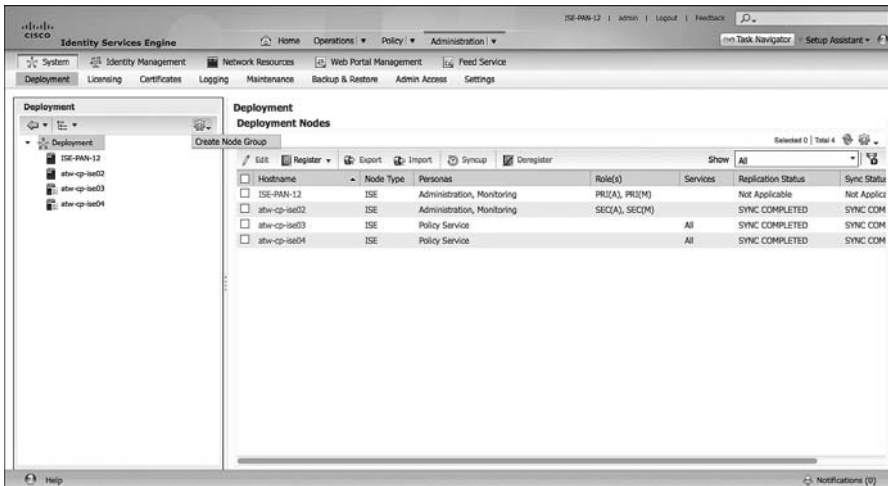 ISE-PAN-12 | admin | Logout | Feedback
CISCO Identity Services Engine
Home Operations Policy Administration
Task Navigator Setup Assistant
System Identity Management Network Resources Web Portal Management Feed Service
Deployment Licensing Certificates Logging Maintenance Backup & Restore Admin Access Settings
Deployment
Deployment
ISE-PAN-12
atw-cp-ise02
atw-cp-ise03
atw-cp-ise04
Create Node Group
Deployment
Deployment Nodes
Selected 0 | Total 4
Edit Register Export Import Syncup Deregister Show All
Hostname Node Type Personas Role(s) Services Replication Status Sync Statu
ISE-PAN-12 ISE Administration, Monitoring PRI(A), PRI(M) Not Applicable Not Applica
atw-cp-ise02 ISE Administration, Monitoring SEC(A), SEC(M) SYNC COMPLETED SYNC COM
atw-cp-ise03 ISE Policy Service All SYNC COMPLETED SYNC COM
atw-cp-ise04 ISE Policy Service All SYNC COMPLETED SYNC COM
Help Notifications (0)